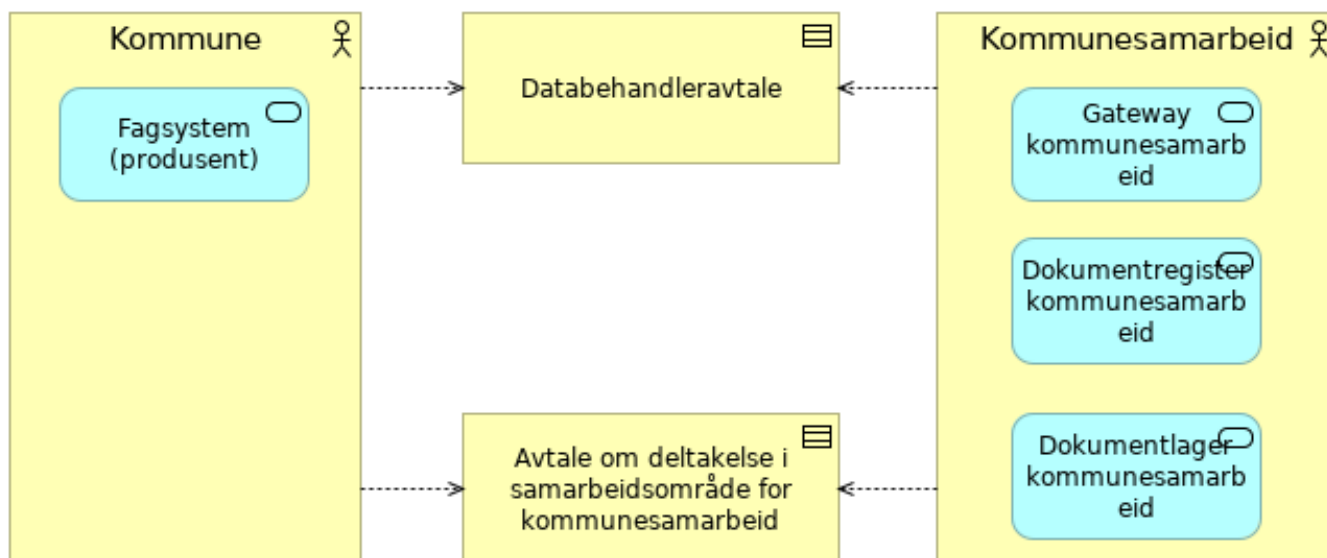 Kommune
Fagsystem
(produsent)
Databehandleravtale
Avtale om deltakelse i
samarbeidsområde for
kommunesamarbeid
Kommunesamarbeid
Gateway
kommunesamarb
eid
Dokumentregister
kommunesamarb
eid
Dokumentlager
kommunesamarb
eid